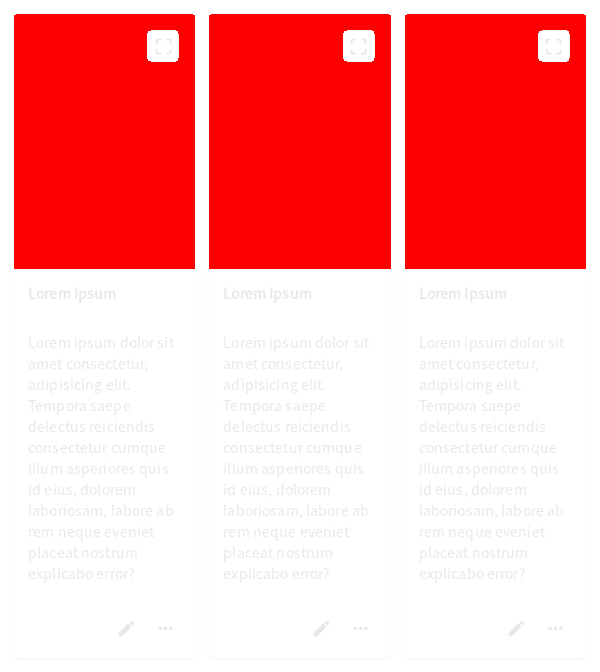 Lorem Ipsum
Lorem ipsum dolor sit
amet consectetur,
adipisicing elit.
Tempora saepe
delectus reiciendis
consectetur cumque
illum asperiores quis
id eius, dolorem
laboriosam, labore ab
rem neque eveniet
placeat nostrum
explicabo error?
Lorem Ipsum
Lorem ipsum dolor sit
amet consectetur,
adipisicing elit.
Tempora saepe
delectus reiciendis
consectetur cumque
illum asperiores quis
id eius, dolorem
laboriosam, labore ab
rem neque eveniet
placeat nostrum
explicabo error?
Lorem Ipsum
Lorem ipsum dolor sit
amet consectetur,
adipisicing elit.
Tempora saepe
delectus reiciendis
consectetur cumque
illum asperiores quis
id eius, dolorem
laboriosam, labore ab
rem neque eveniet
placeat nostrum
explicabo error?